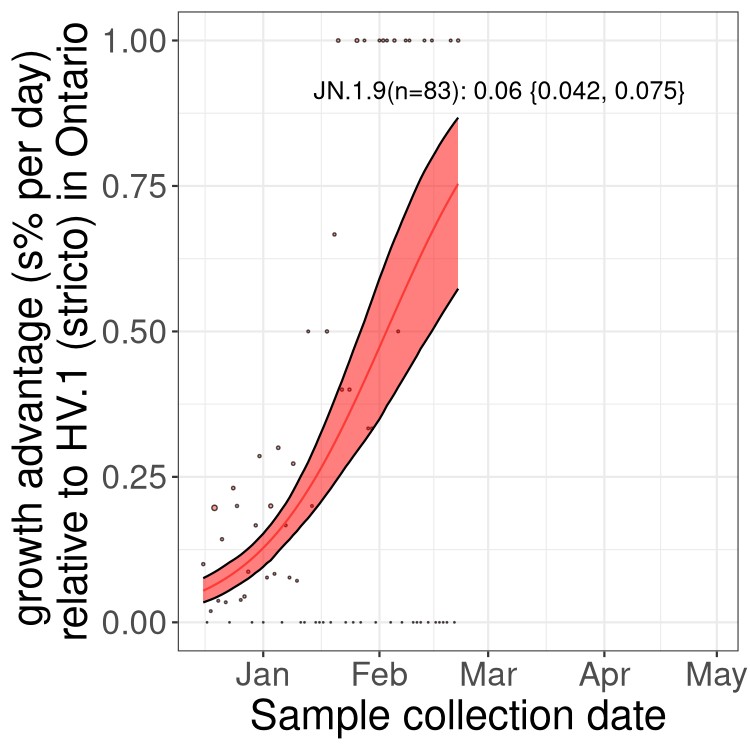 growth advantage (s% per day)
relative to HV.1 (stricto) in Ontario
1.00
0.75
0.50
0.25
0.00
JN.1.9(n=83): 0.06 {0.042, 0.075}
Jan Feb Mar Apr May
Sample collection date